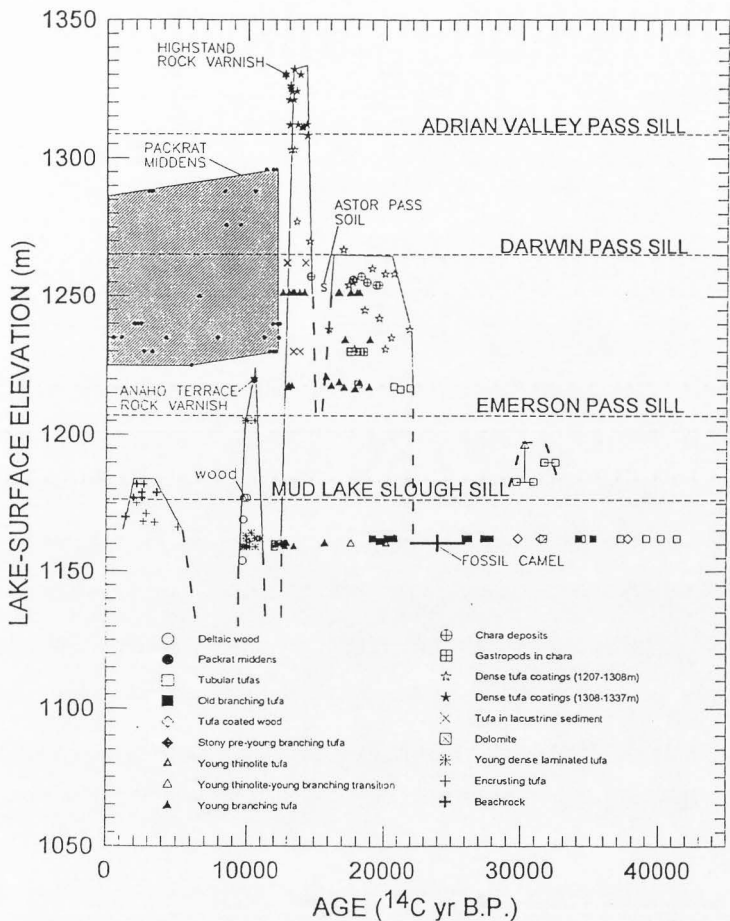 1350
HIGHSTAND
ROCK VARNISH
ADRIAN VALLEY PASS SILL
PACKRAT
MIDDENS
1300
ASTOR PASS
SOIL
DARWIN PASS SILL
S
1250
LAKE-SURFACE ELEVATION (m)
ANAHO TERRACE
ROCK VARNISH
EMERSON PASS SILL
1200
WOOD
MUD LAKE SLOUGH SILL
1150
FOSSIL CAMEL
Deltaic wood
Packrat middens
Tubular tufas
Old branching tufa
Tufa coated wood
Stony pre-young branching tufa
Young thinolite tufa
Young thinolite-young branching transition
Young branching tufa
Chara deposits
Gastropods in chara
Dense tufa coatings (1207-1308m)
Dense tufa coatings (1308-1337m)
Tufa in lacustrine sediment
Dolomite
Young dense laminated tufa
Encrusting tufa
Beachrock
1100
1050
0 10000 20000 30000 40000
AGE (¹⁴C yr B.P.)